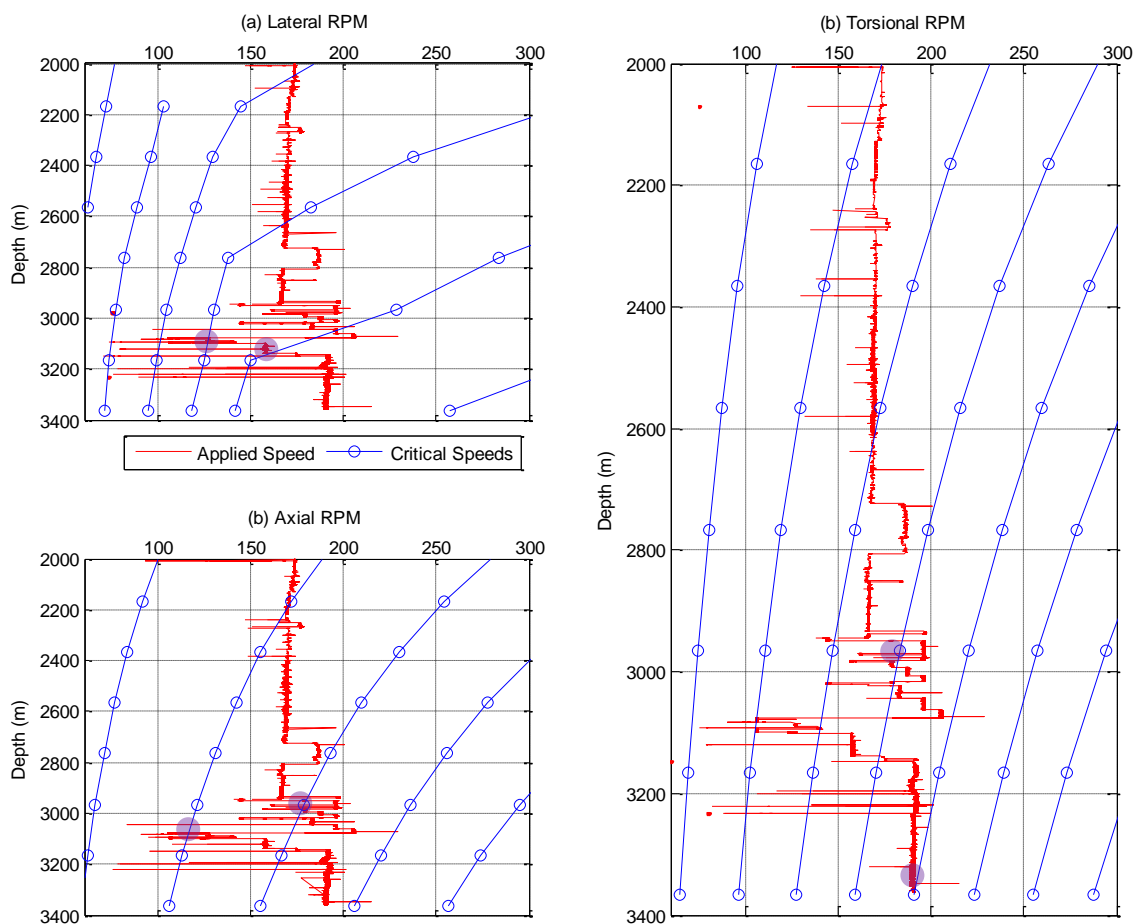 (a) Lateral RPM
100 150 200 250 300
2000
2200
2400
2600
2800
3000
3200
3400
Depth (m)
Applied Speed Critical Speeds
(b) Axial RPM
100 150 200 250 300
2000
2200
2400
2600
2800
3000
3200
3400
Depth (m)
(b) Torsional RPM
100 150 200 250 300
2000
2200
2400
2600
2800
3000
3200
3400
Depth (m)